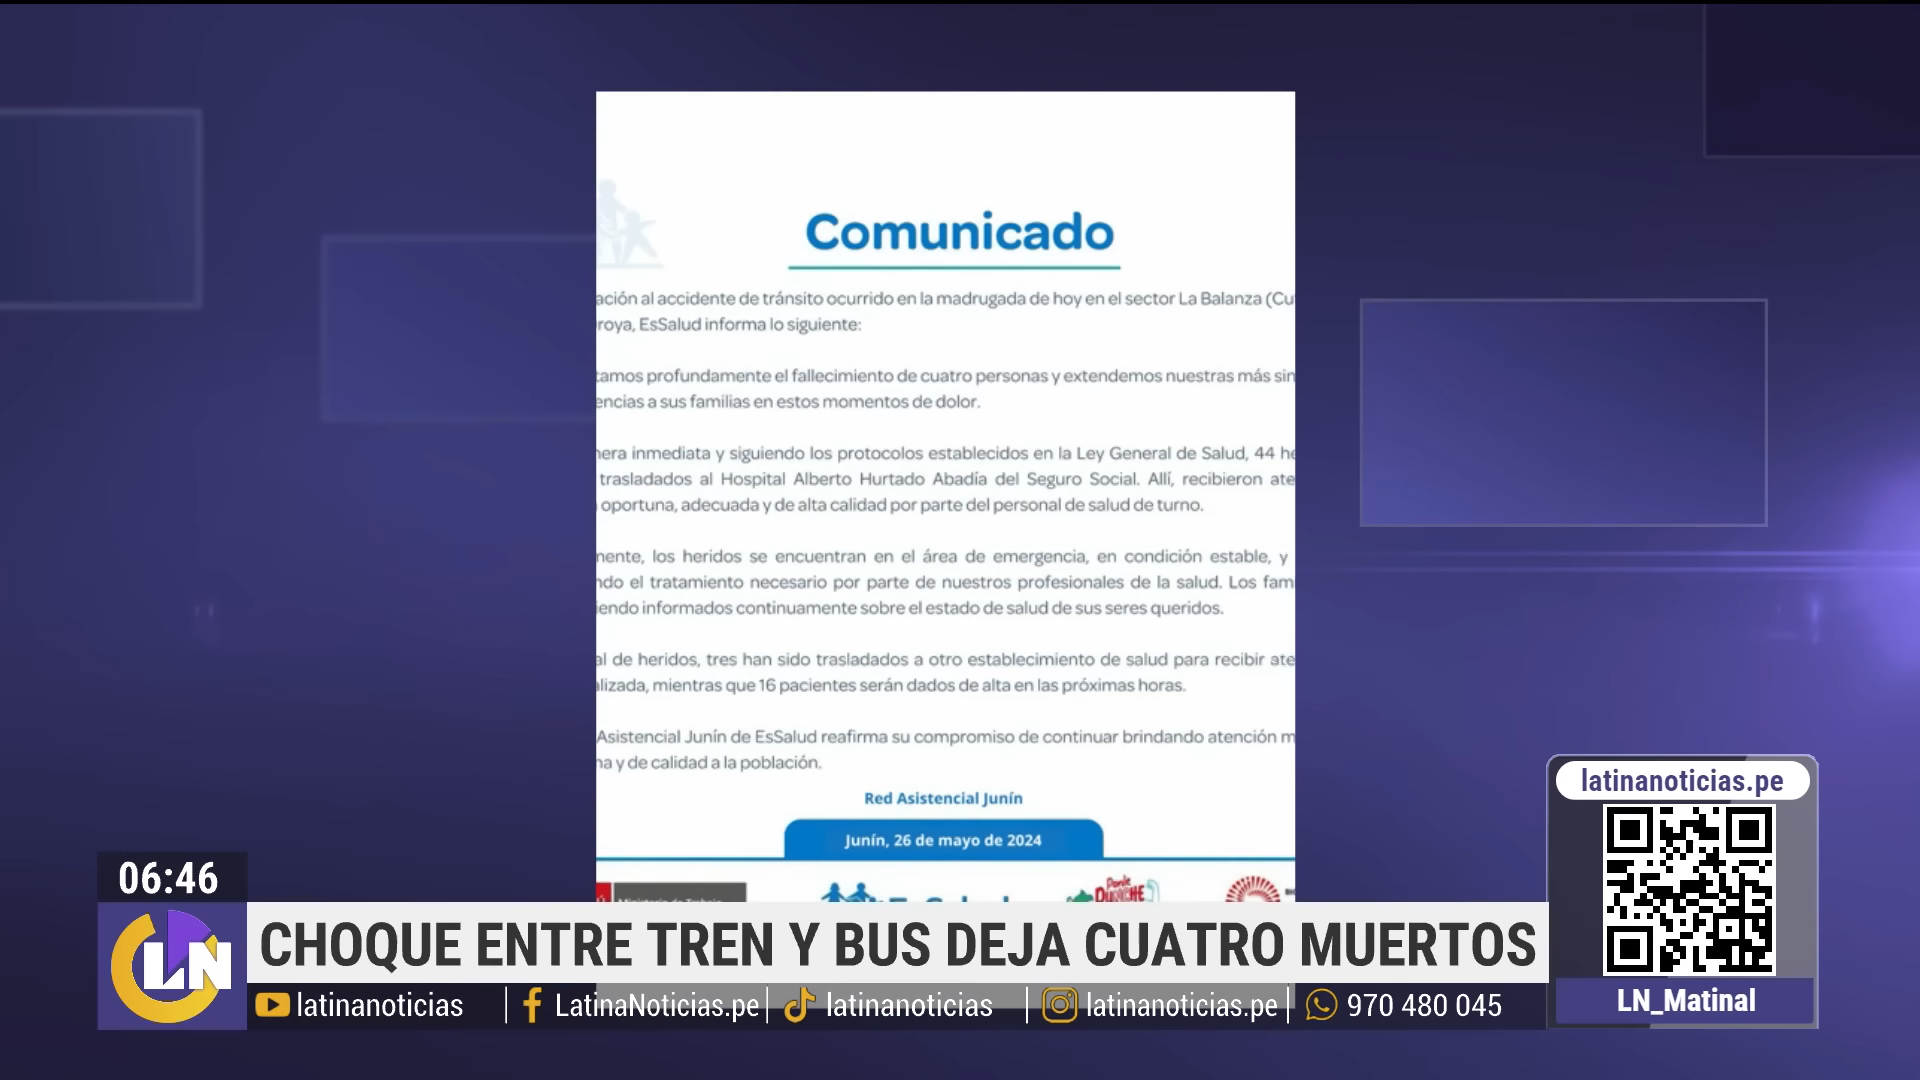 Comunicado
ación al accidente de tránsito ocurrido en la madrugada de hoy en el sector La Balanza (Cu
roya, EsSalud informa lo siguiente:
tamos profundamente el fallecimiento de cuatro personas y extendemos nuestras más sin
encias a sus familias en estos momentos de dolor.
nera inmediata y siguiendo los protocolos establecidos en la Ley General de Salud, 44 he
trasladados al Hospital Alberto Hurtado Abadía del Seguro Social. Allí, recibieron ate
oportuna, adecuada y de alta calidad por parte del personal de salud de turno.
mente, los heridos se encuentran en el área de emergencia, en condición estable, y
ndo el tratamiento necesario por parte de nuestros profesionales de la salud. Los fam
iendo informados continuamente sobre el estado de salud de sus seres queridos.
al de heridos, tres han sido trasladados a otro establecimiento de salud para recibir ate
lizada, mientras que 16 pacientes serán dados de alta en las próximas horas.
Asistencial Junín de EsSalud reafirma su compromiso de continuar brindando atención m
na y de calidad a la población.
Red Asistencial Junín
Junín, 26 de mayo de 2024
06:46
LN
CHOQUE ENTRE TREN Y BUS DEJA CUATRO MUERTOS
latinanoticias | LatinaNoticias.pe | latinanoticias | latinanoticias.pe | 970 480 045
latinanoticias.pe
LN_Matinal